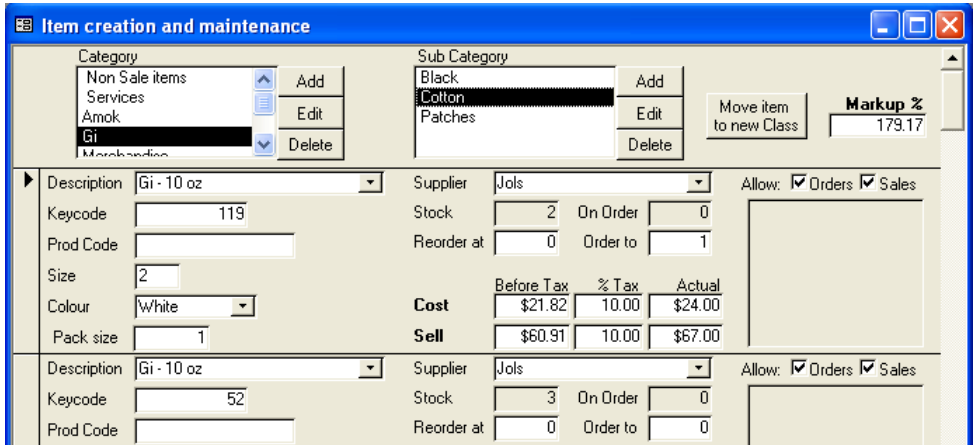 Item creation and maintenance
Category Sub Category
Non Sale items Add Black Add
Services Cotton
Amok Edit Patches Edit Move item to new Class Markup %
Gi 179.17
Merchandise Delete Delete
Description Gi - 10 oz Supplier Jols Allow: Orders Sales
Keycode 119 Stock 2 On Order 0
Prod Code Reorder at 0 Order to 1
Size 2
Before Tax % Tax Actual
Colour White Cost $21.82 10.00 $24.00
Pack size 1 Sell $60.91 10.00 $67.00
Description Gi - 10 oz Supplier Jols Allow: Orders Sales
Keycode 52 Stock 3 On Order 0
Prod Code Reorder at 0 Order to 1